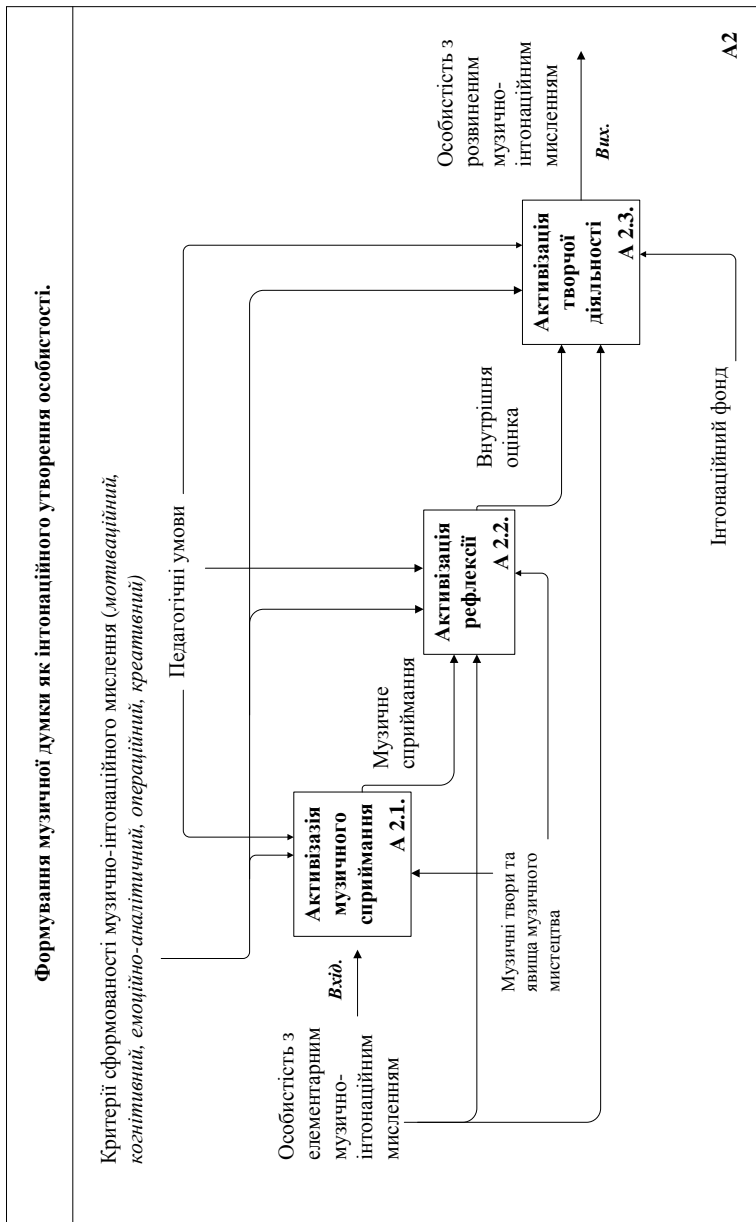 Формування музичної думки як інтонаційного утворення особистості.
Критерії сформованості музично-інтонаційного мислення (мотиваційний,
когнітивний, емоційно-аналітичний, операційний, креативний)
Педагогічні умови
Особистість з
елементарним
музично-
інтонаційним
мисленням
Вхід.
Активізазія
музичного
сприймання
А 2.1.
Музичне
сприймання
Активізація
рефлексії
А 2.2.
Внутрішня
оцінка
Активізація
творчої
діяльності
А 2.3.
Особистість з
розвиненим
музично-
інтонаційним
мисленням
Вих.
Музичні твори та
явища музичного
мистецтва
Інтонаційний фонд
А2